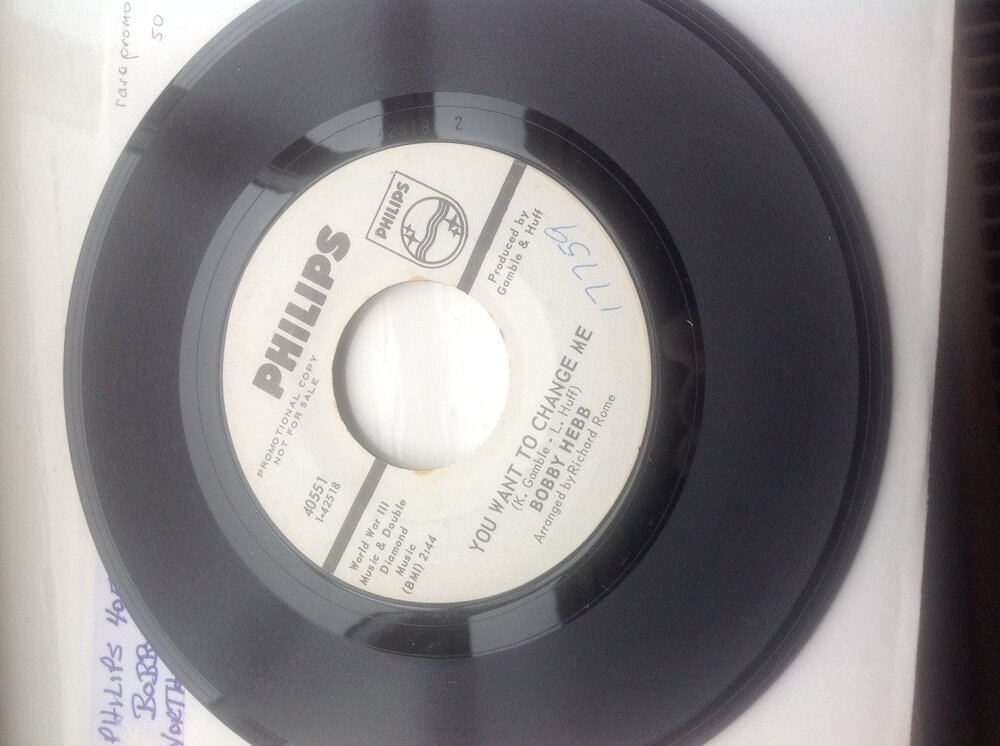 rare promo
50
42518 2
PHILIPS
PHILIPS
PROMOTIONAL COPY
NOT FOR SALE
40551
1-42518
World War III
Music & Double
Diamond
Music
(BMI) 2:44
Produced by
Gamble & Huff
17759
YOU WANT TO CHANGE ME
(K. Gamble - L. Huff)
BOBBY HEBB
Arranged by Richard Rome
PHILIPS
BOBB
NORTH